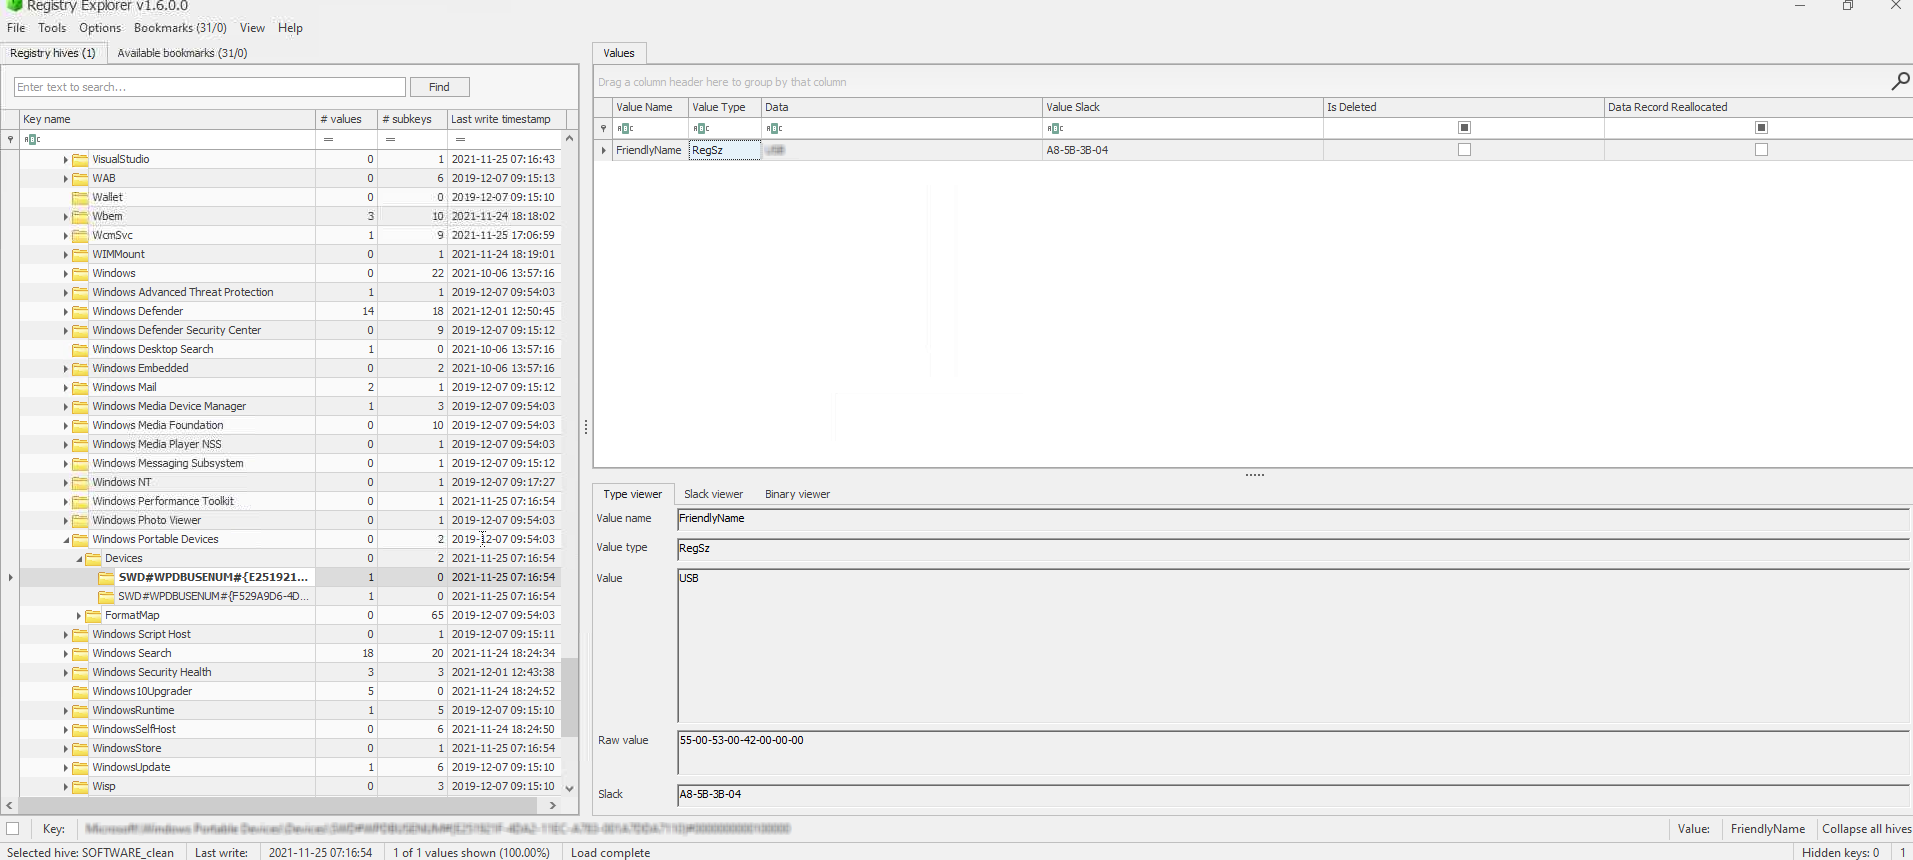 Registry Explorer v1.6.0.0
File Tools Options Bookmarks (31/0) View Help
Registry hives (1) Available bookmarks (31/0)
Enter text to search... Find
Key name # values # subkeys Last write timestamp
VisualStudio 0 1 2021-11-25 07:16:43
WAB 0 6 2019-12-07 09:15:13
Wallet 0 0 2019-12-07 09:15:10
Wbem 3 10 2021-11-24 18:18:02
WcmSvc 1 9 2021-11-25 17:06:59
WIMMount 0 1 2021-11-24 18:19:01
Windows 0 22 2021-10-06 13:57:16
Windows Advanced Threat Protection 1 1 2019-12-07 09:54:03
Windows Defender 14 18 2021-12-01 12:50:45
Windows Defender Security Center 0 9 2019-12-07 09:15:12
Windows Desktop Search 1 0 2021-10-06 13:57:16
Windows Embedded 0 2 2021-10-06 13:57:16
Windows Mail 2 1 2019-12-07 09:15:12
Windows Media Device Manager 1 3 2019-12-07 09:54:03
Windows Media Foundation 0 10 2019-12-07 09:54:03
Windows Media Player NSS 0 1 2019-12-07 09:54:03
Windows Messaging Subsystem 0 1 2019-12-07 09:15:12
Windows NT 0 1 2019-12-07 09:17:27
Windows Performance Toolkit 0 1 2021-11-25 07:16:54
Windows Photo Viewer 0 1 2019-12-07 09:54:03
Windows Portable Devices 0 2 2019-12-07 09:54:03
Devices 0 2 2021-11-25 07:16:54
SWD#WPDBUSENUM#{E251921... 1 0 2021-11-25 07:16:54
SWD#WPDBUSENUM#{F529A9D6-4D... 1 0 2021-11-25 07:16:54
FormatMap 0 65 2019-12-07 09:54:03
Windows Script Host 0 1 2019-12-07 09:15:11
Windows Search 18 20 2021-11-24 18:24:34
Windows Security Health 3 3 2021-12-01 12:43:38
Windows10Upgrader 5 0 2021-11-24 18:24:52
WindowsRuntime 1 5 2019-12-07 09:15:10
WindowsSelfHost 0 6 2021-11-24 18:24:50
WindowsStore 0 1 2021-11-25 07:16:54
WindowsUpdate 1 6 2019-12-07 09:15:10
Wisp 0 3 2019-12-07 09:15:10
Values
Drag a column header here to group by that column
Value Name Value Type Data Value Slack Is Deleted Data Record Reallocated
FriendlyName RegSz USB A8-5B-3B-04
Type viewer Slack viewer Binary viewer
Value name FriendlyName
Value type RegSz
Value USB
Raw value 55-00-53-00-42-00-00-00
Slack A8-5B-3B-04
Key: Value: FriendlyName Collapse all hives
Selected hive: SOFTWARE_clean Last write: 2021-11-25 07:16:54 1 of 1 values shown (100.00%) Load complete Hidden keys: 0 1